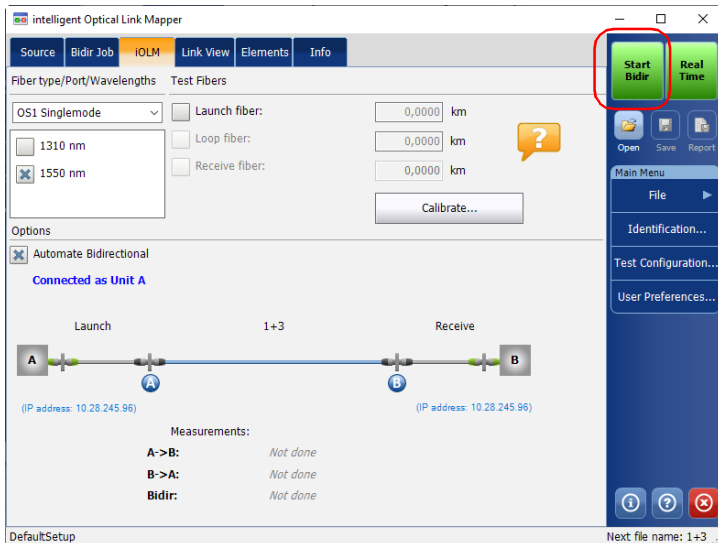 intelligent Optical Link Mapper
Source Bidir Job iOLM Link View Elements Info
Start Bidir
Real Time
Fiber type/Port/Wavelengths Test Fibers
OS1 Singlemode
1310 nm
1550 nm
Launch fiber: 0,0000 km
Loop fiber: 0,0000 km
Receive fiber: 0,0000 km
?
Calibrate...
Open Save Report
Main Menu
File
Identification...
Test Configuration...
User Preferences...
Options
Automate Bidirectional
Connected as Unit A
Launch 1+3 Receive
A B
A B
(IP address: 10.28.245.96) (IP address: 10.28.245.96)
Measurements:
A->B: Not done
B->A: Not done
Bidir: Not done
DefaultSetup Next file name: 1+3